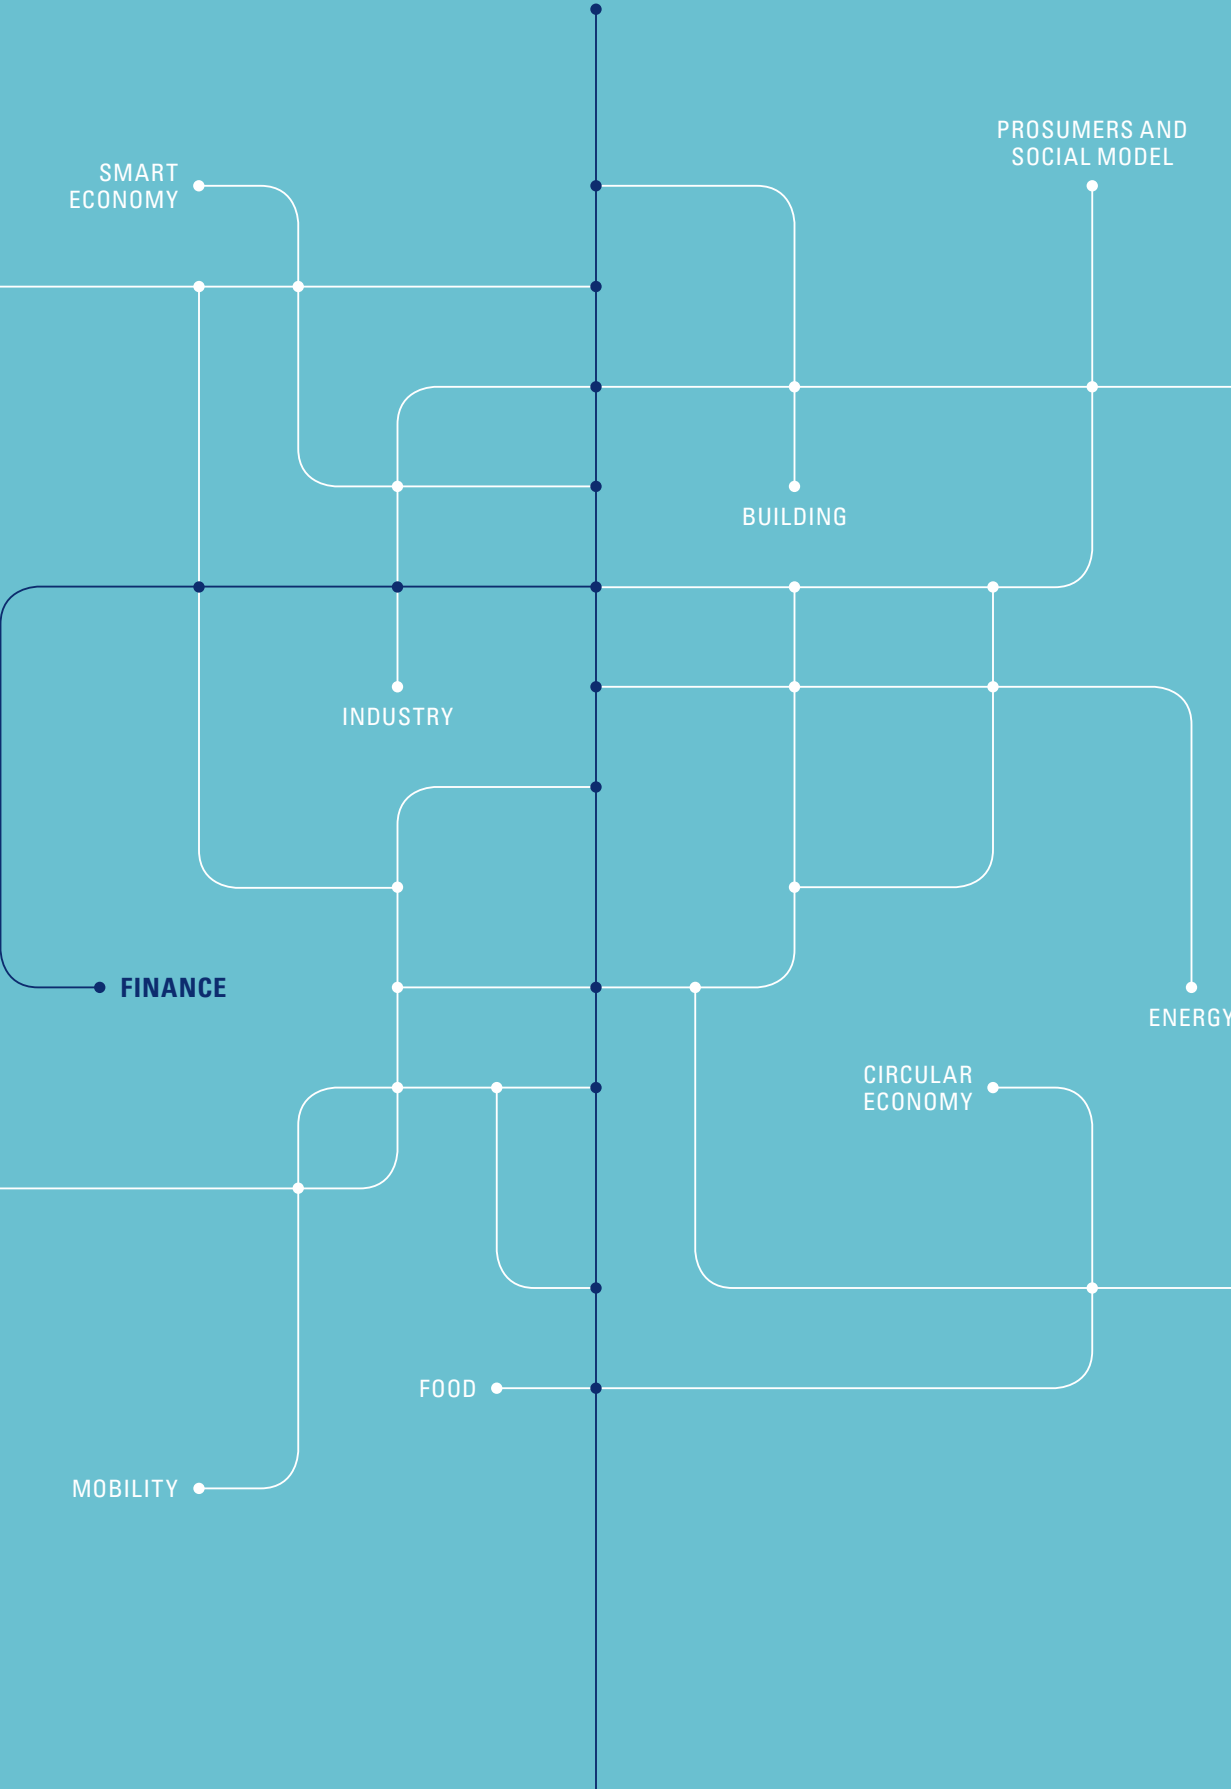 PROSUMERS AND
SOCIAL MODEL
SMART
ECONOMY
BUILDING
INDUSTRY
FINANCE
ENERGY
CIRCULAR
ECONOMY
FOOD
MOBILITY